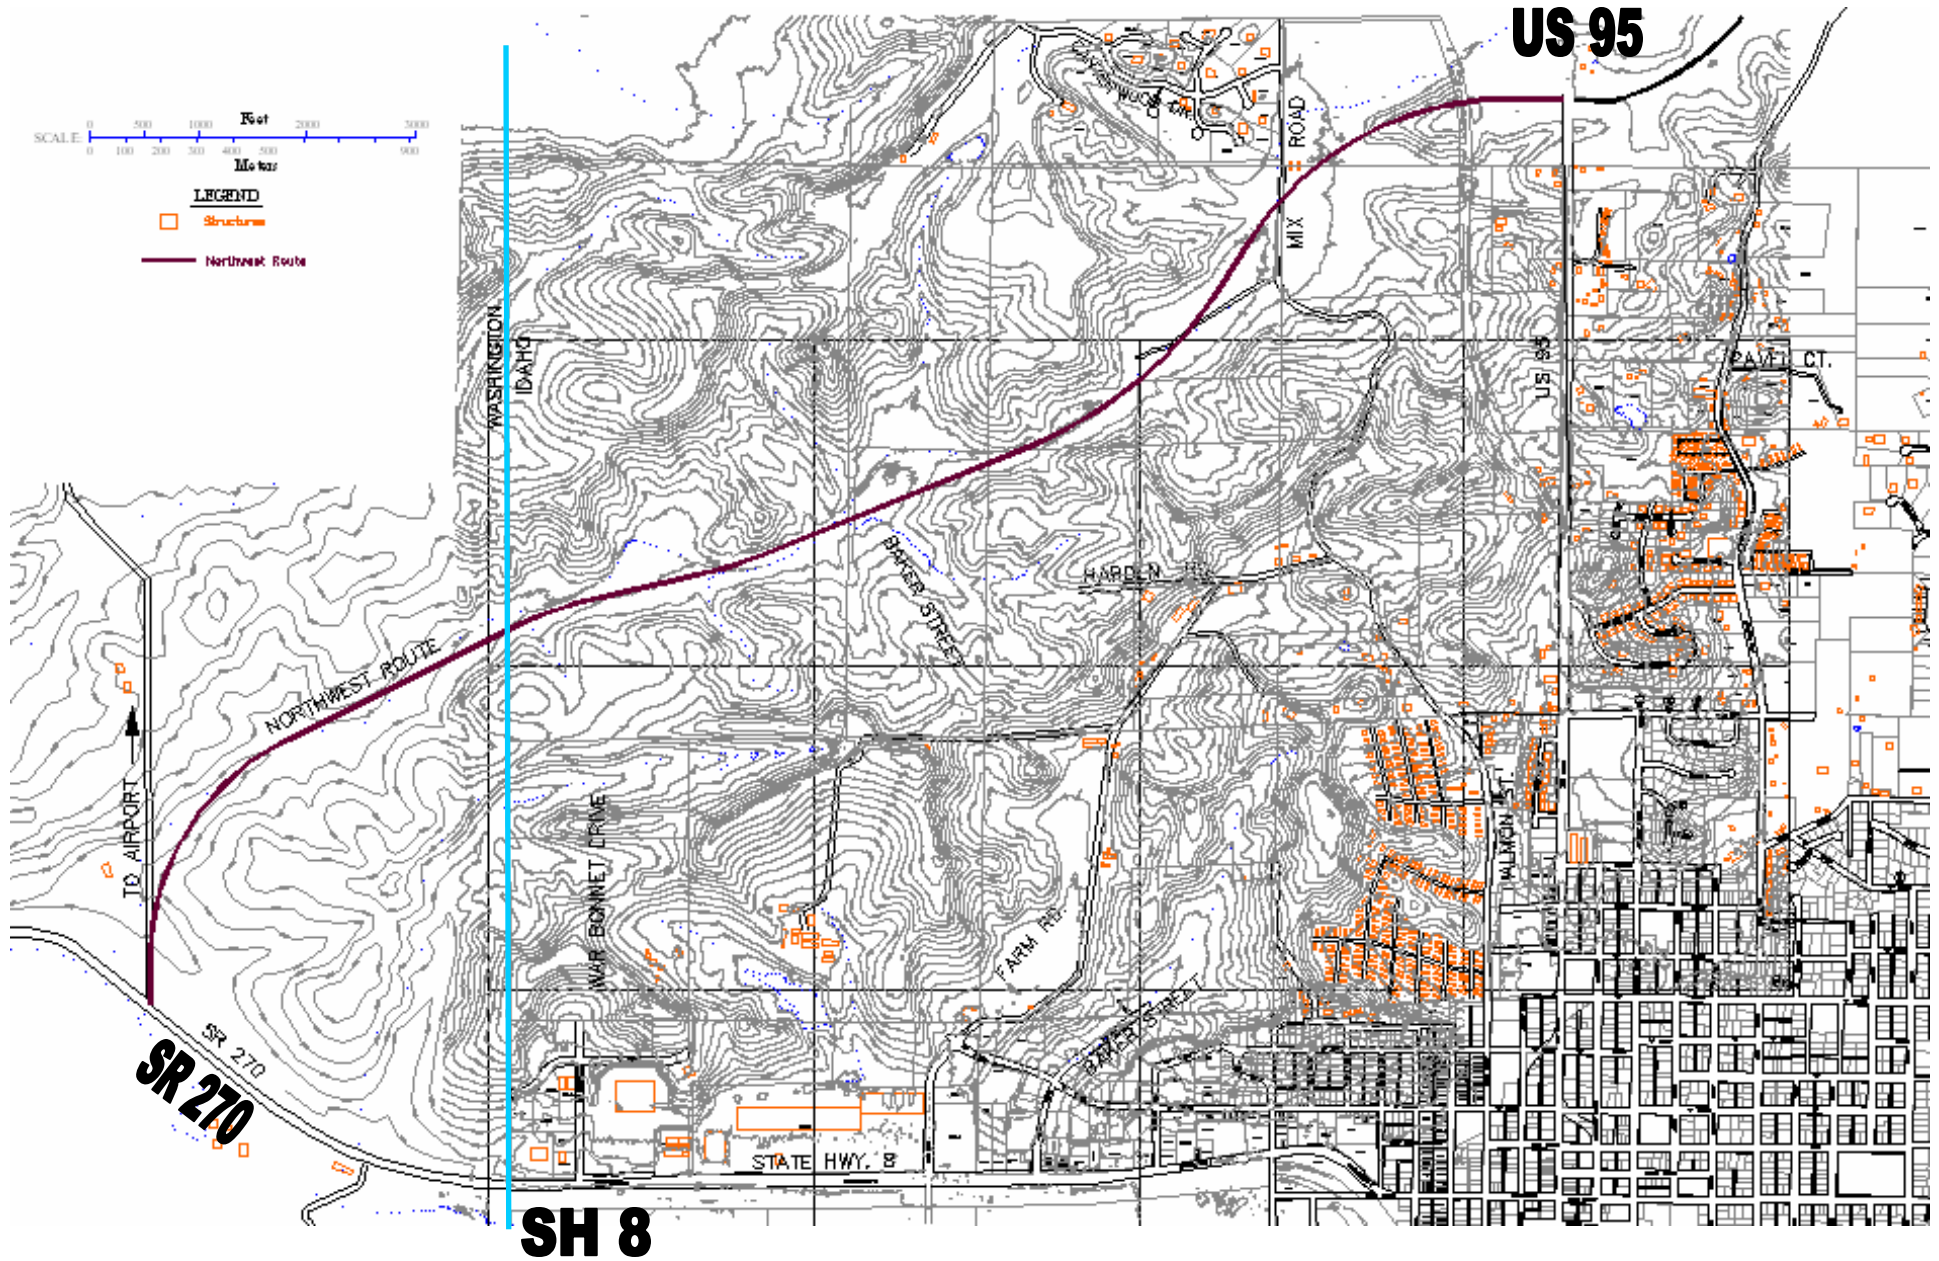 US 95
Feet
0 500 1000 2000 3000
SCALE:
0 100 200 300 400 500 900
Meters
LEGEND
Structures
Northwest Route
MIX ROAD
WASHINGTON
IDAHO
US 95
CT.
BAKER STREET
HARDEN
NORTHWEST ROUTE
TO AIRPORT
WAR BONNET DRIVE
FARM RD.
BAKER STREET
ALMON ST.
SR 270
SR 270
STATE HWY. 8
SH 8